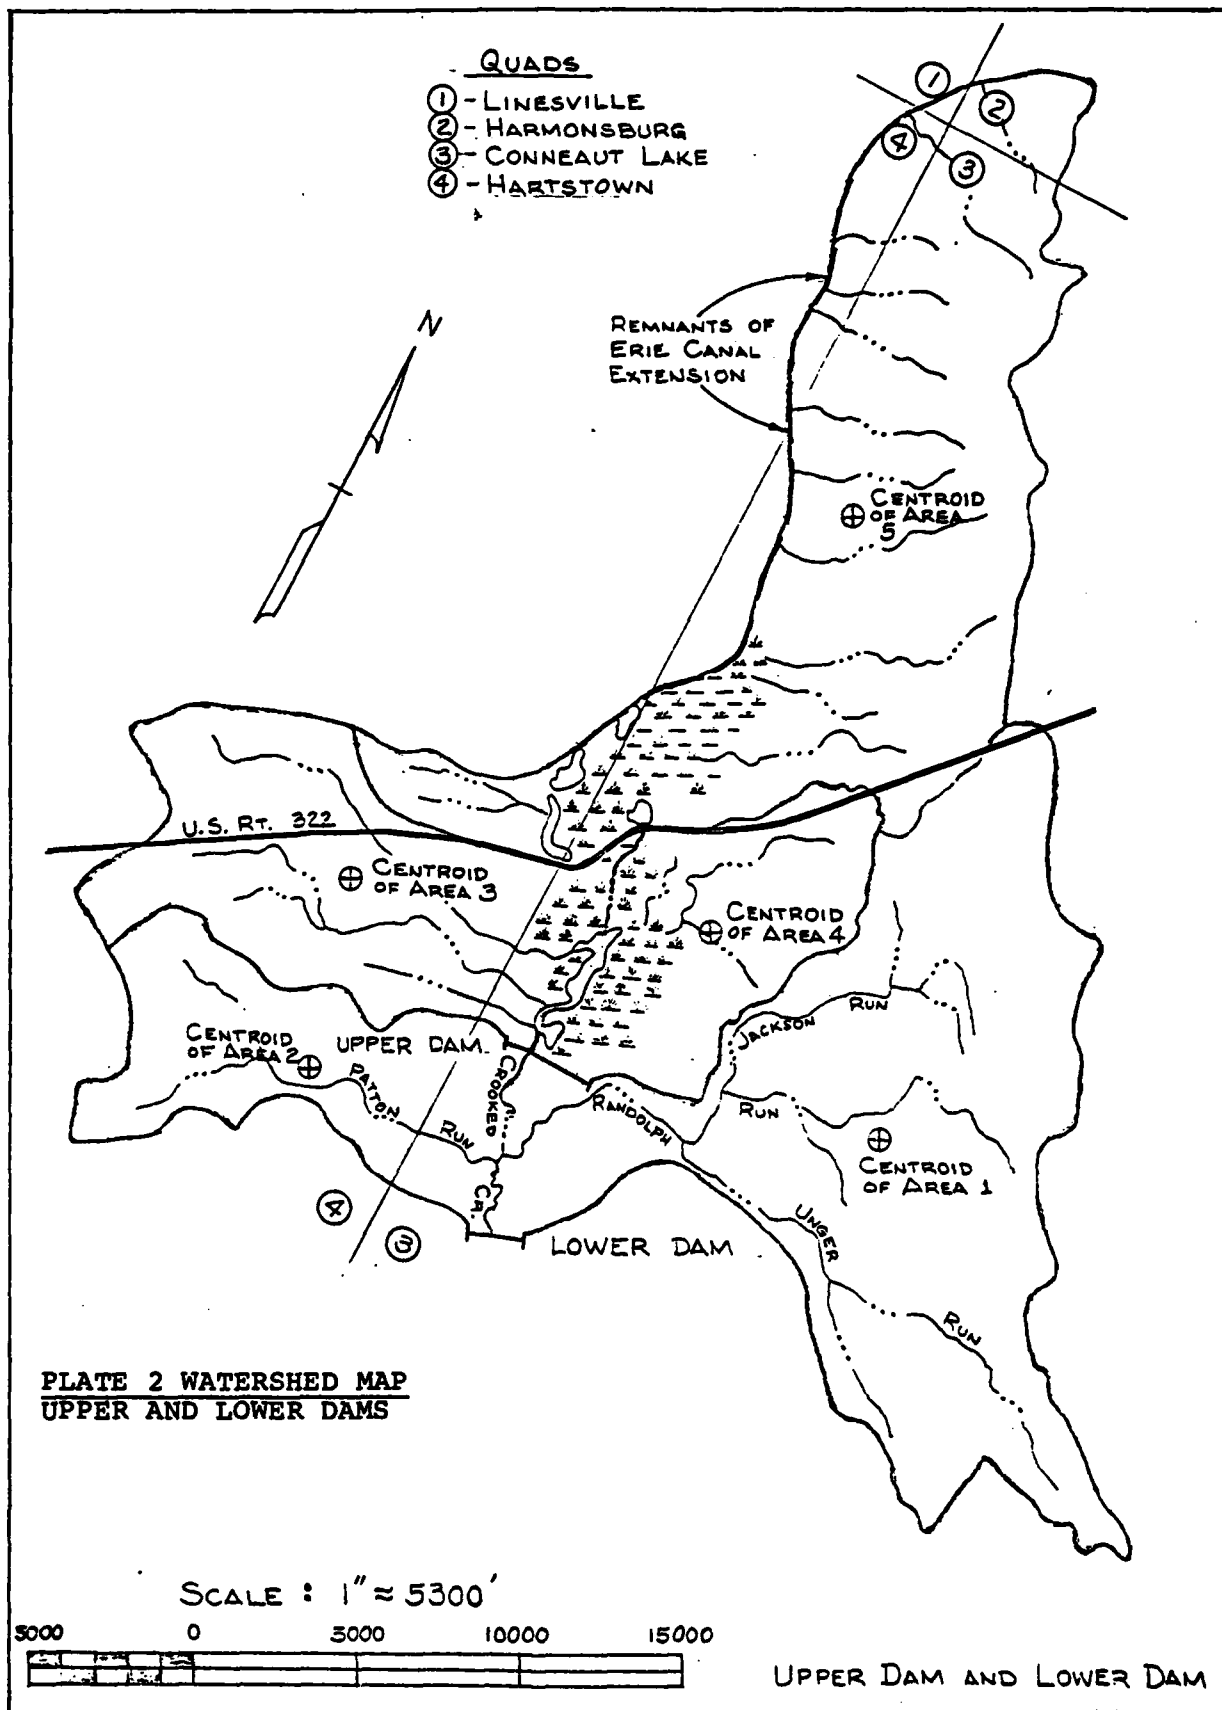 QUADS
① - LINESVILLE
② - HARMONSBURG
③ - CONNEAUT LAKE
④ - HARTSTOWN
①
②
④
③
N
REMNANTS OF
ERIE CANAL
EXTENSION
CENTROID
OF AREA
5
U.S. RT. 322
CENTROID
OF AREA 3
CENTROID
OF AREA 4
JACKSON RUN
CENTROID
OF AREA 2
UPPER DAM
CROOKED CR.
PATTON RUN
RANDOLPH RUN
CENTROID
OF AREA 1
④
③
UNGER RUN
LOWER DAM
PLATE 2 WATERSHED MAP
UPPER AND LOWER DAMS
SCALE : 1" ≈ 5300'
5000 0 5000 10000 15000
UPPER DAM AND LOWER DAM